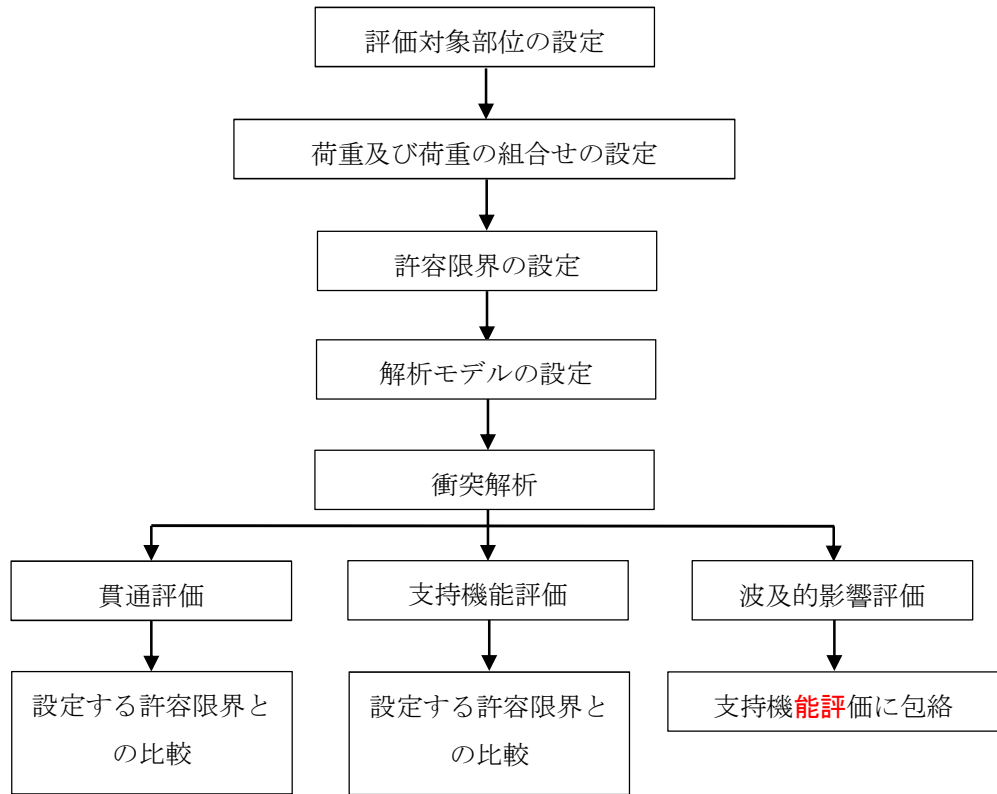 評価対象部位の設定
荷重及び荷重の組合せの設定
許容限界の設定
解析モデルの設定
衝突解析
貫通評価
支持機能評価
波及的影響評価
設定する許容限界と
の比較
設定する許容限界と
の比較
支持機能評価に包絡